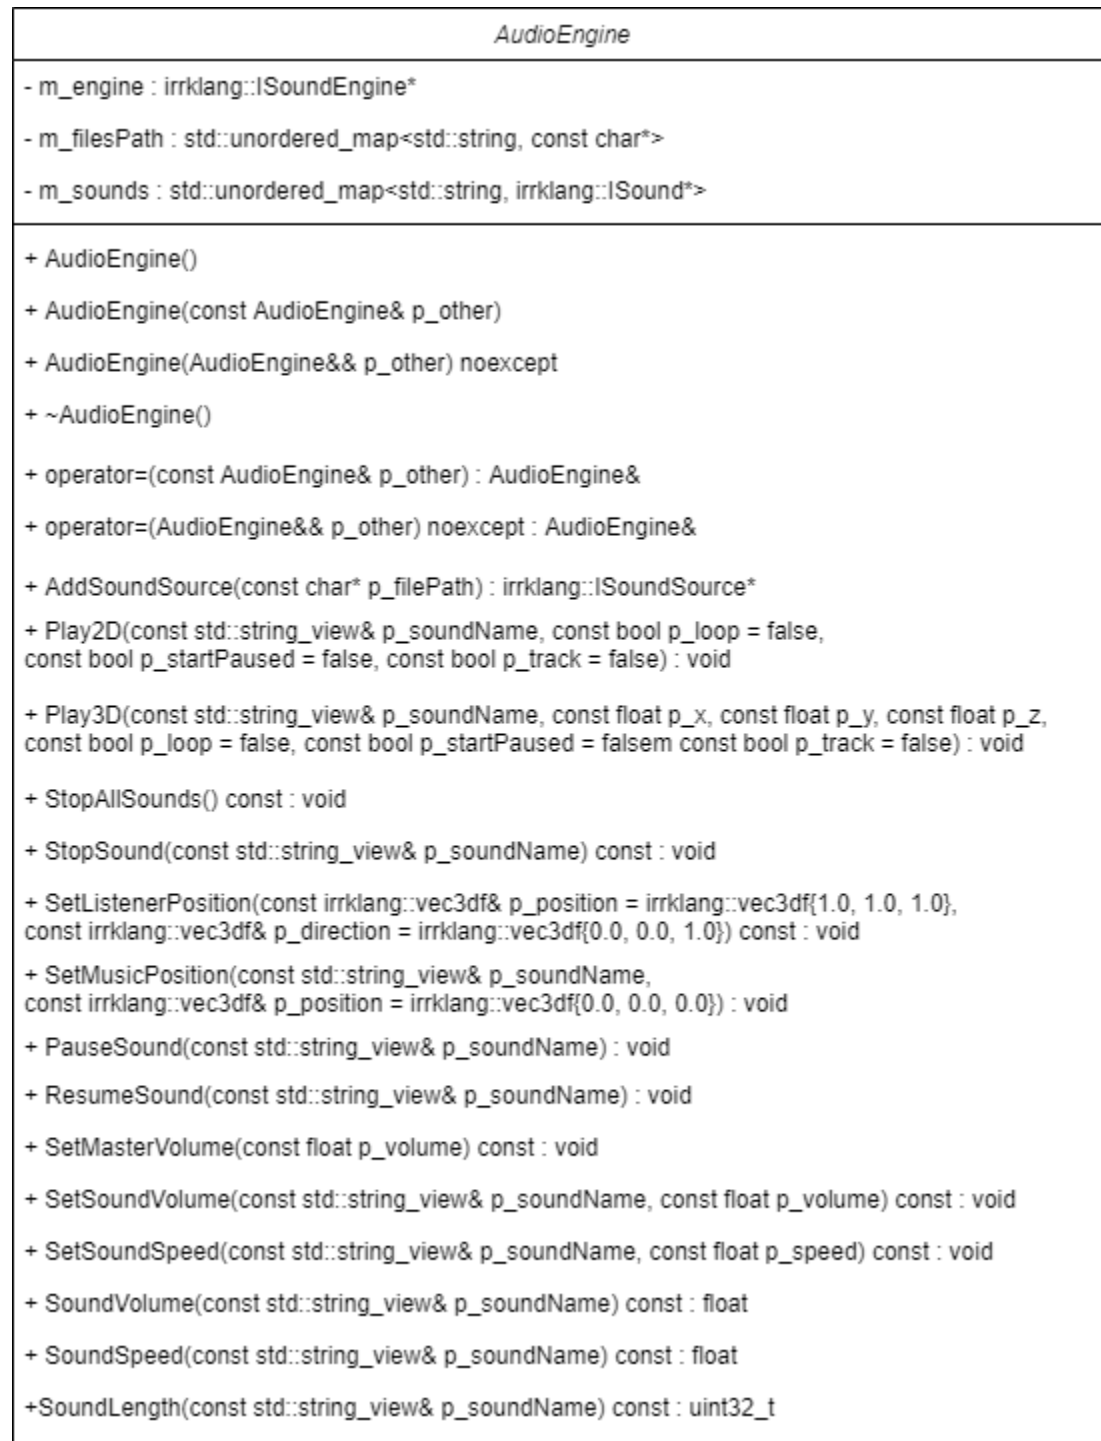 AudioEngine
- m_engine : irrklang::ISoundEngine*
- m_filesPath : std::unordered_map<std::string, const char*>
- m_sounds : std::unordered_map<std::string, irrklang::ISound*>
+ AudioEngine()
+ AudioEngine(const AudioEngine& p_other)
+ AudioEngine(AudioEngine&& p_other) noexcept
+ ~AudioEngine()
+ operator=(const AudioEngine& p_other) : AudioEngine&
+ operator=(AudioEngine&& p_other) noexcept : AudioEngine&
+ AddSoundSource(const char* p_filePath) : irrklang::ISoundSource*
+ Play2D(const std::string_view& p_soundName, const bool p_loop = false,
const bool p_startPaused = false, const bool p_track = false) : void
+ Play3D(const std::string_view& p_soundName, const float p_x, const float p_y, const float p_z,
const bool p_loop = false, const bool p_startPaused = falsem const bool p_track = false) : void
+ StopAllSounds() const : void
+ StopSound(const std::string_view& p_soundName) const : void
+ SetListenerPosition(const irrklang::vec3df& p_position = irrklang::vec3df{1.0, 1.0, 1.0},
const irrklang::vec3df& p_direction = irrklang::vec3df{0.0, 0.0, 1.0}) const : void
+ SetMusicPosition(const std::string_view& p_soundName,
const irrklang::vec3df& p_position = irrklang::vec3df{0.0, 0.0, 0.0}) : void
+ PauseSound(const std::string_view& p_soundName) : void
+ ResumeSound(const std::string_view& p_soundName) : void
+ SetMasterVolume(const float p_volume) const : void
+ SetSoundVolume(const std::string_view& p_soundName, const float p_volume) const : void
+ SetSoundSpeed(const std::string_view& p_soundName, const float p_speed) const : void
+ SoundVolume(const std::string_view& p_soundName) const : float
+ SoundSpeed(const std::string_view& p_soundName) const : float
+SoundLength(const std::string_view& p_soundName) const : uint32_t